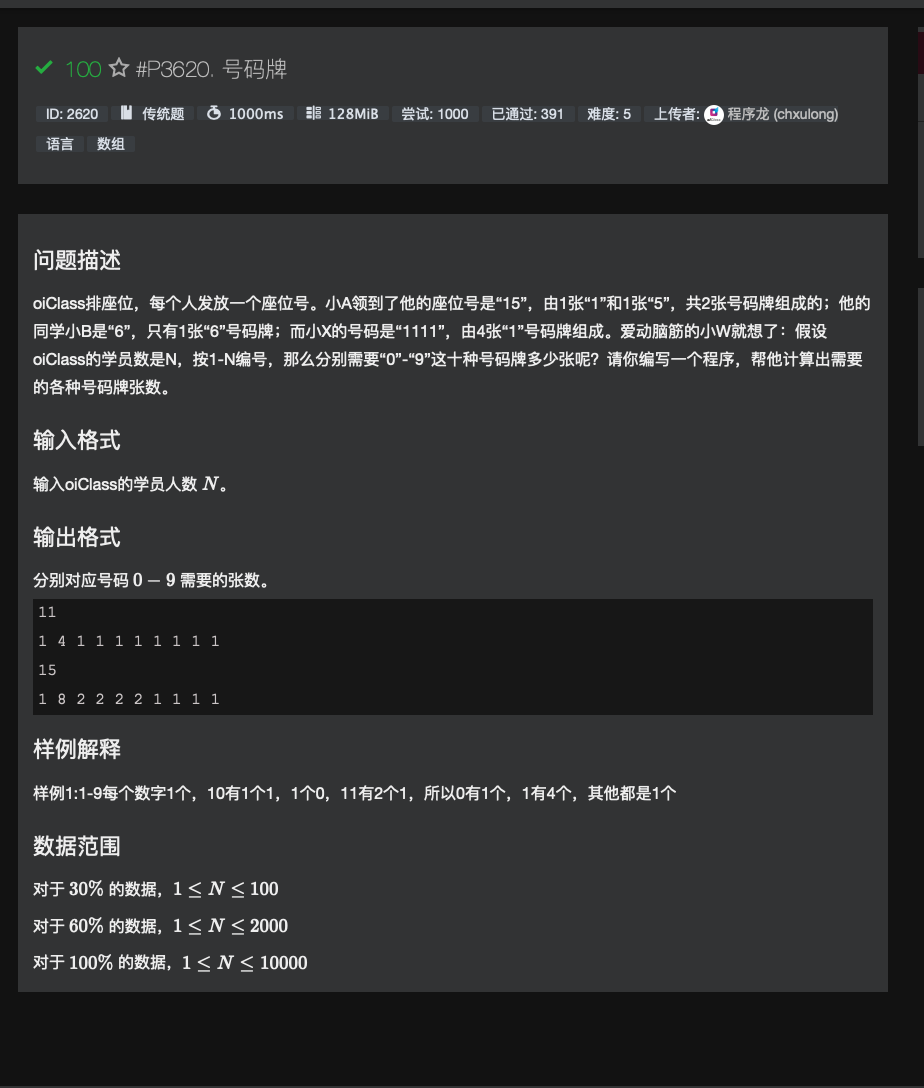 100 ☆ #P3620. 号码牌
ID: 2620 传统题 1000ms 128MiB 尝试: 1000 已通过: 391 难度: 5 上传者: 程序龙 (chxulong)
语言 数组
问题描述
oiClass排座位，每个人发放一个座位号。小A领到了他的座位号是“15”，由1张“1”和1张“5”，共2张号码牌组成的；他的
同学小B是“6”，只有1张“6”号码牌；而小X的号码是“1111”，由4张“1”号码牌组成。爱动脑筋的小W就想了：假设
oiClass的学员数是N，按1-N编号，那么分别需要“0”-“9”这十种号码牌多少张呢？请你编写一个程序，帮他计算出需要
的各种号码牌张数。
输入格式
输入oiClass的学员人数 N。
输出格式
分别对应号码 0 − 9 需要的张数。
11
1 4 1 1 1 1 1 1 1 1
15
1 8 2 2 2 2 1 1 1 1
样例解释
样例1:1-9每个数字1个，10有1个1，1个0，11有2个1，所以0有1个，1有4个，其他都是1个
数据范围
对于 30% 的数据，1 ≤ N ≤ 100
对于 60% 的数据，1 ≤ N ≤ 2000
对于 100% 的数据，1 ≤ N ≤ 10000